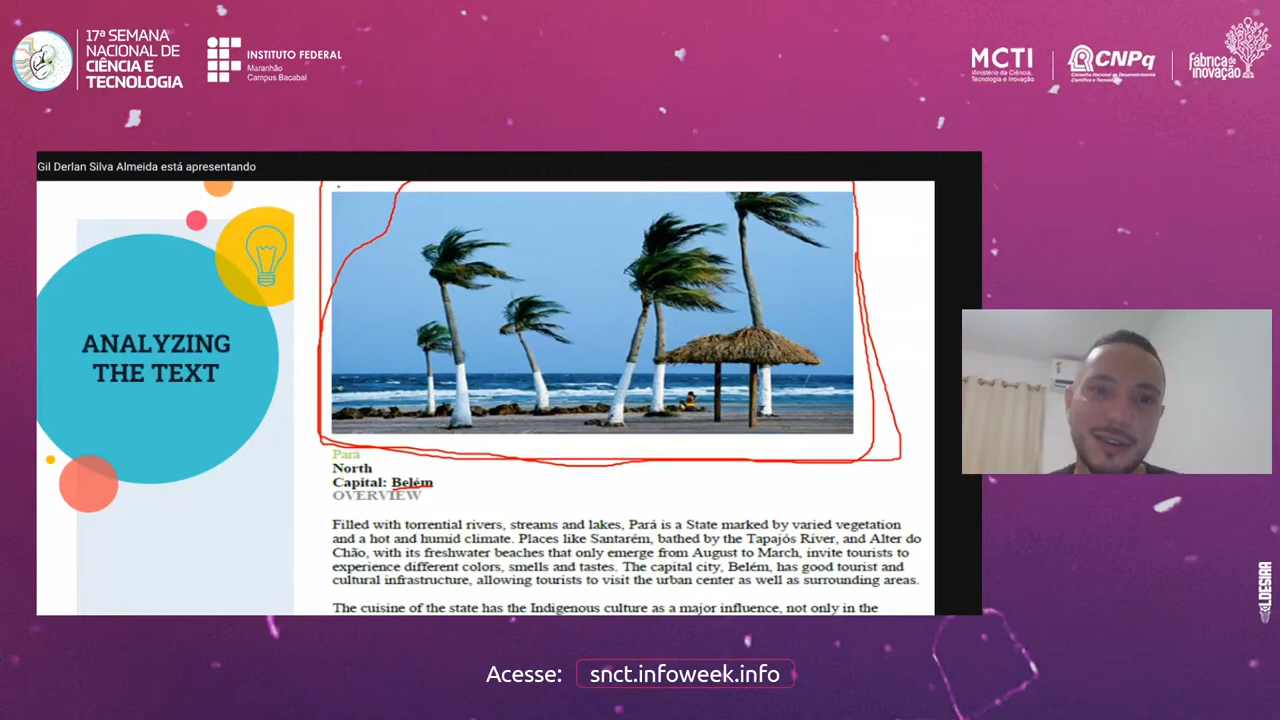 17ª SEMANA
NACIONAL DE
CIÊNCIA E
TECNOLOGIA
INSTITUTO FEDERAL
Maranhão
Campus Bacabal
MCTI
Ministério da Ciência,
Tecnologia e Inovação
CNPq
Conselho Nacional de Desenvolvimento
Científico e Tecnológico
Fábrica de
inovação
Gil Derlan Silva Almeida está apresentando
ANALYZING
THE TEXT
Pará
North
Capital: Belém
OVERVIEW
Filled with torrential rivers, streams and lakes, Pará is a State marked by varied vegetation
and a hot and humid climate. Places like Santarém, bathed by the Tapajós River, and Alter do
Chão, with its freshwater beaches that only emerge from August to March, invite tourists to
experience different colors, smells and tastes. The capital city, Belém, has good tourist and
cultural infrastructure, allowing tourists to visit the urban center as well as surrounding areas.
The cuisine of the state has the Indigenous culture as a major influence, not only in the
Acesse: snct.infoweek.info